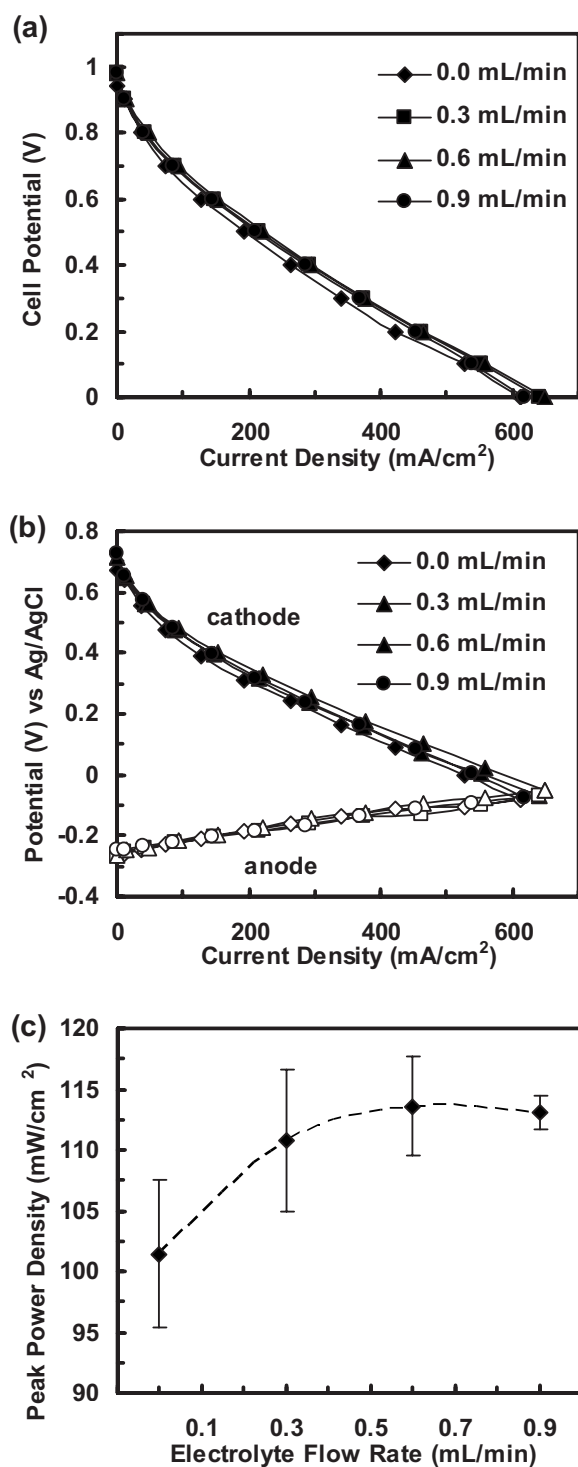 (a)
1
0.8
0.6
0.4
0.2
0
Cell Potential (V)
0.0 mL/min
0.3 mL/min
0.6 mL/min
0.9 mL/min
0 200 400 600
Current Density (mA/cm²)
(b)
0.8
0.6
0.4
0.2
0
-0.2
-0.4
Potential (V) vs Ag/AgCl
0.0 mL/min
0.3 mL/min
0.6 mL/min
0.9 mL/min
cathode
anode
0 200 400 600
Current Density (mA/cm²)
(c)
120
115
110
105
100
95
90
Peak Power Density (mW/cm²)
0.1 0.3 0.5 0.7 0.9
Electrolyte Flow Rate (mL/min)